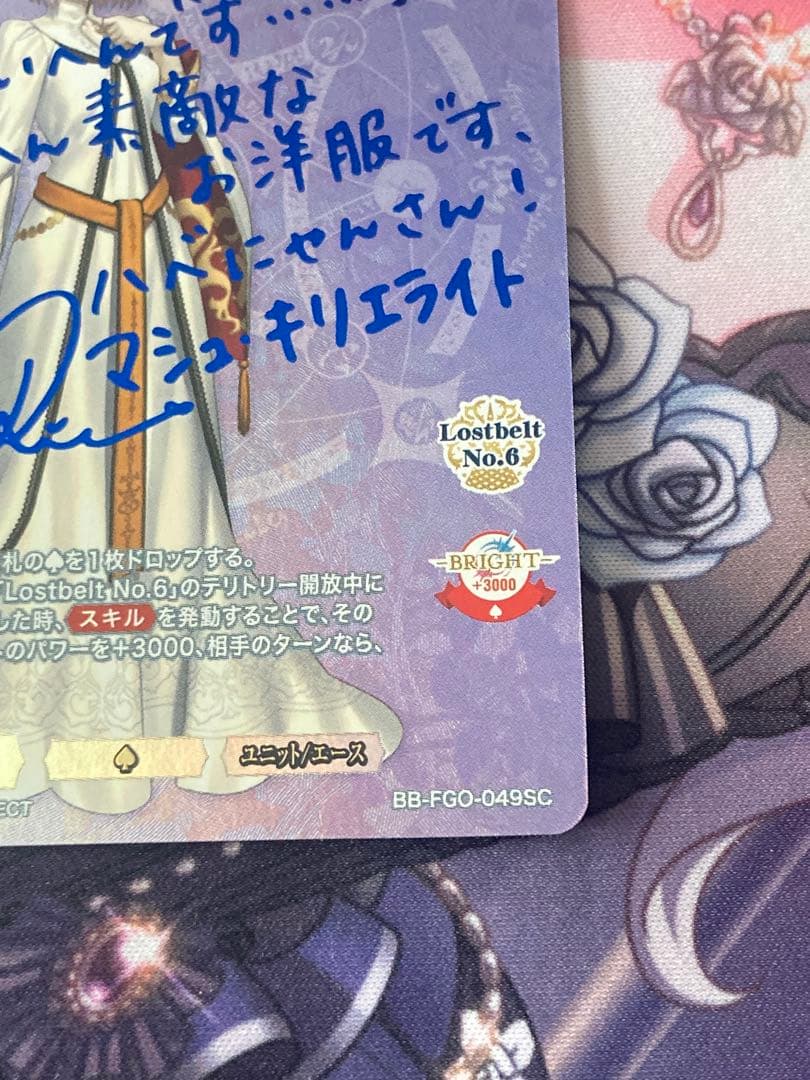 いへんです……
ん素敵な
お洋服です、
ハベにゃんさん！
マシュ・キリエライト
Lostbelt
No.6
BRIGHT
+3000
札の♠を1枚ドロップする。
「Lostbelt No.6」のテリトリー開放中に
した時、スキル を発動することで、その
のパワーを+3000、相手のターンなら、
♠
ユニット/エース
ECT
BB-FGO-049SC